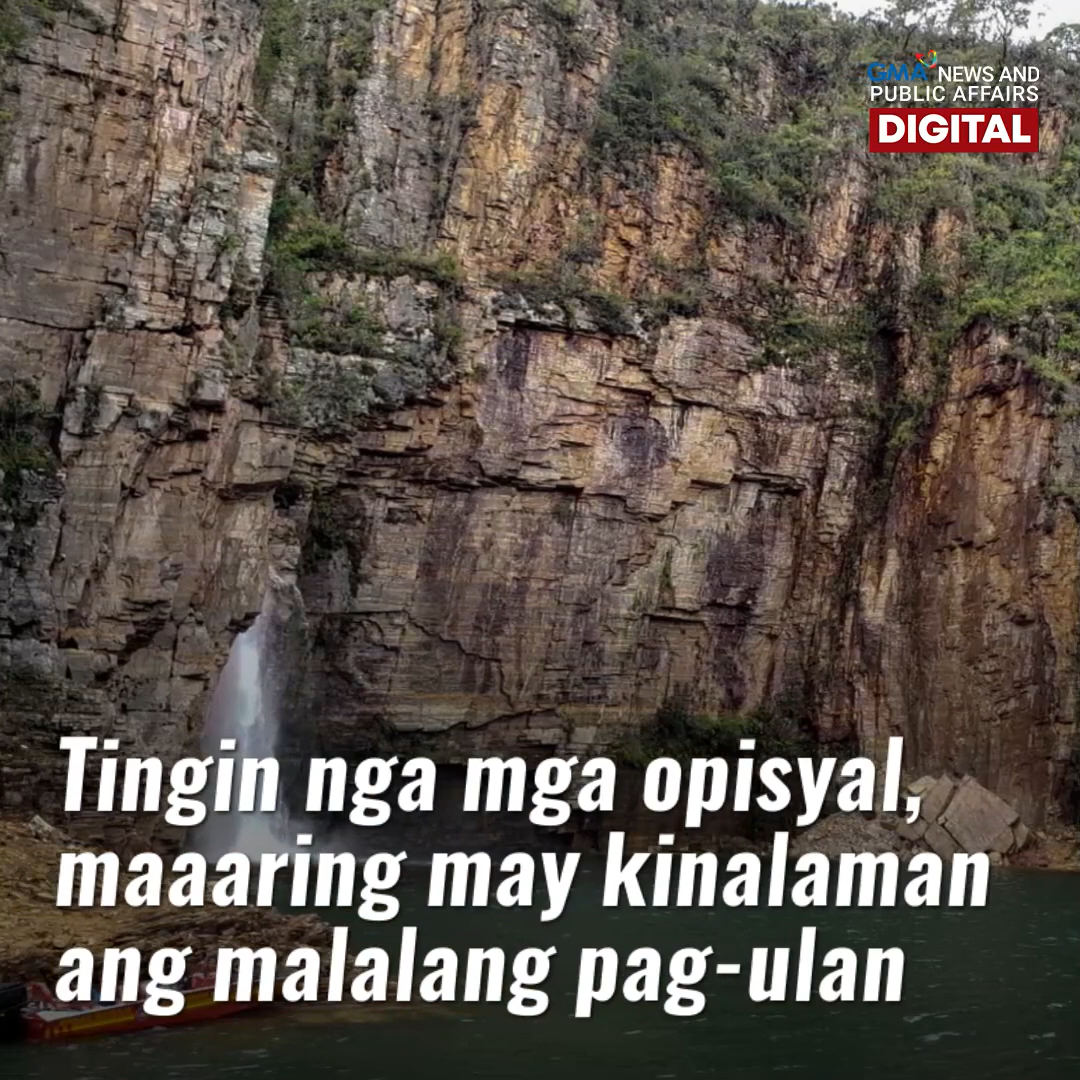 GMA NEWS AND
PUBLIC AFFAIRS
DIGITAL
Tingin nga mga opisyal,
maaaring may kinalaman
ang malalang pag-ulan